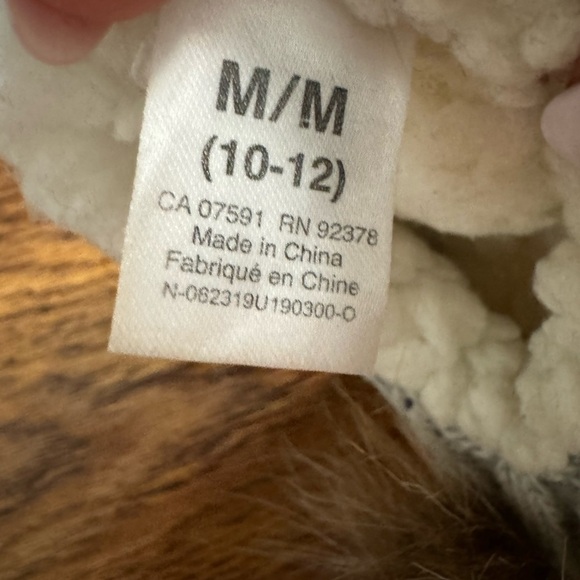 M/M
(10-12)
CA 07591 RN 92378
Made in China
Fabriqué en Chine
N-062319U190300-O